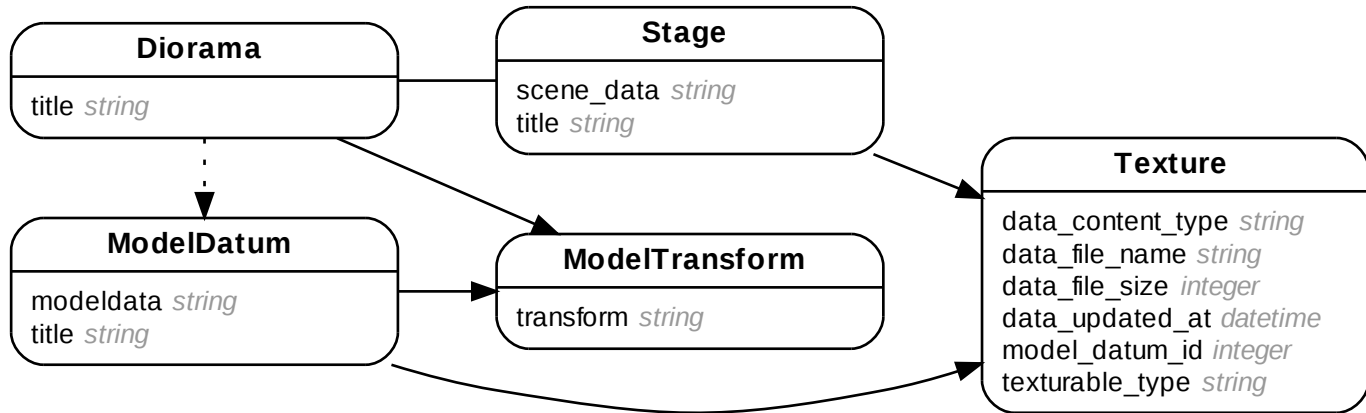 Diorama
title string
Stage
scene_data string
title string
Texture
data_content_type string
data_file_name string
data_file_size integer
data_updated_at datetime
model_datum_id integer
texturable_type string
ModelDatum
modeldata string
title string
ModelTransform
transform string